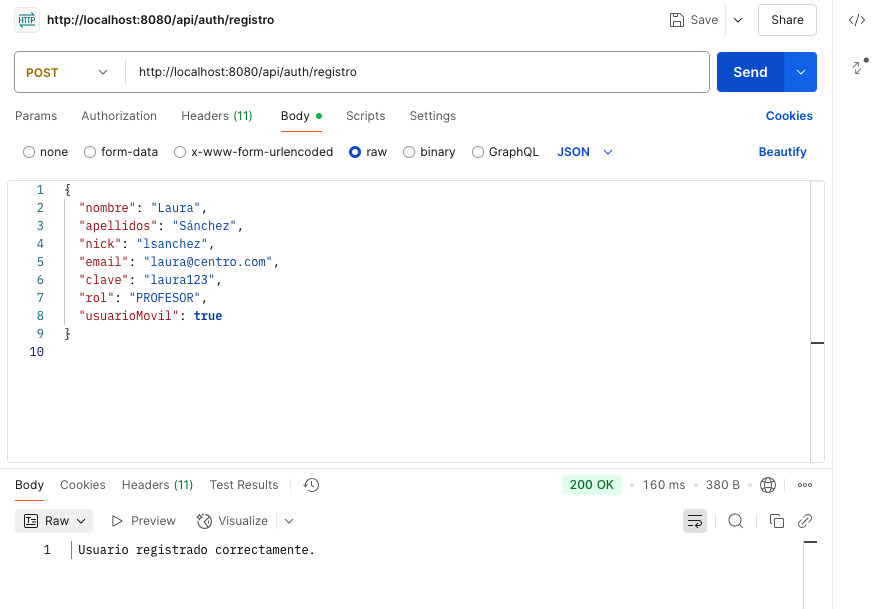 HTTP http://localhost:8080/api/auth/registro Save Share </>
POST http://localhost:8080/api/auth/registro Send
Params Authorization Headers (11) Body Scripts Settings Cookies
none form-data x-www-form-urlencoded raw binary GraphQL JSON Beautify
1 {
2 "nombre": "Laura",
3 "apellidos": "Sánchez",
4 "nick": "lsanchez",
5 "email": "laura@centro.com",
6 "clave": "laura123",
7 "rol": "PROFESOR",
8 "usuarioMovil": true
9 }
10
Body Cookies Headers (11) Test Results 200 OK • 160 ms • 380 B •
Raw Preview Visualize
1 Usuario registrado correctamente.